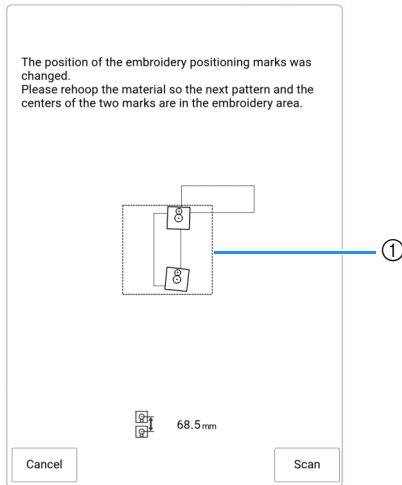 The position of the embroidery positioning marks was
changed.
Please rehoop the material so the next pattern and the
centers of the two marks are in the embroidery area.
①
68.5 mm
Cancel
Scan